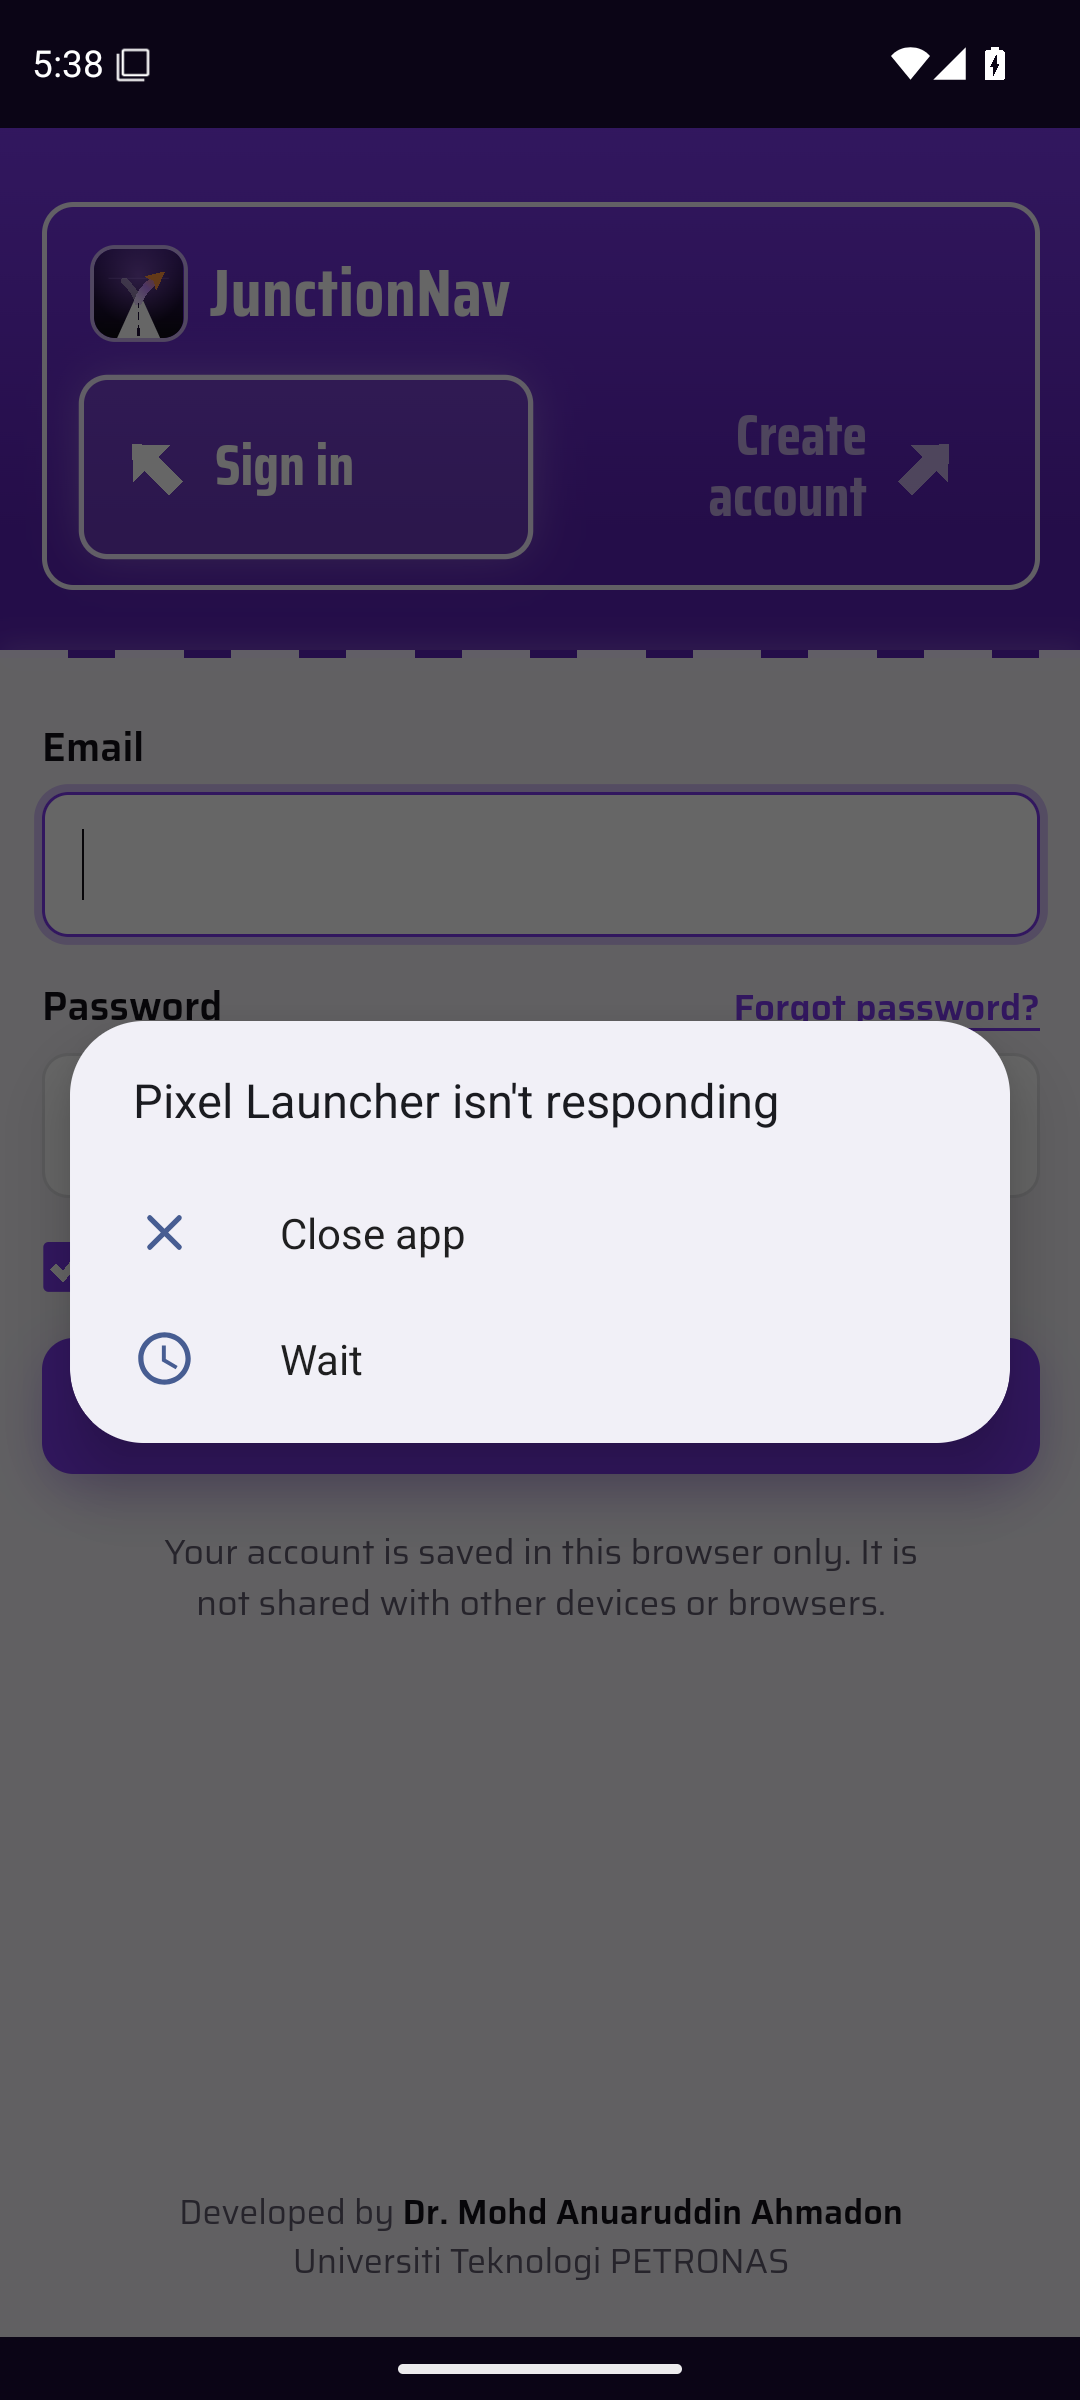 5:38
JunctionNav
Sign in
Create
account
Email
Password
Forgot password?
Pixel Launcher isn't responding
Close app
Wait
Your account is saved in this browser only. It is
not shared with other devices or browsers.
Developed by Dr. Mohd Anuaruddin Ahmadon
Universiti Teknologi PETRONAS